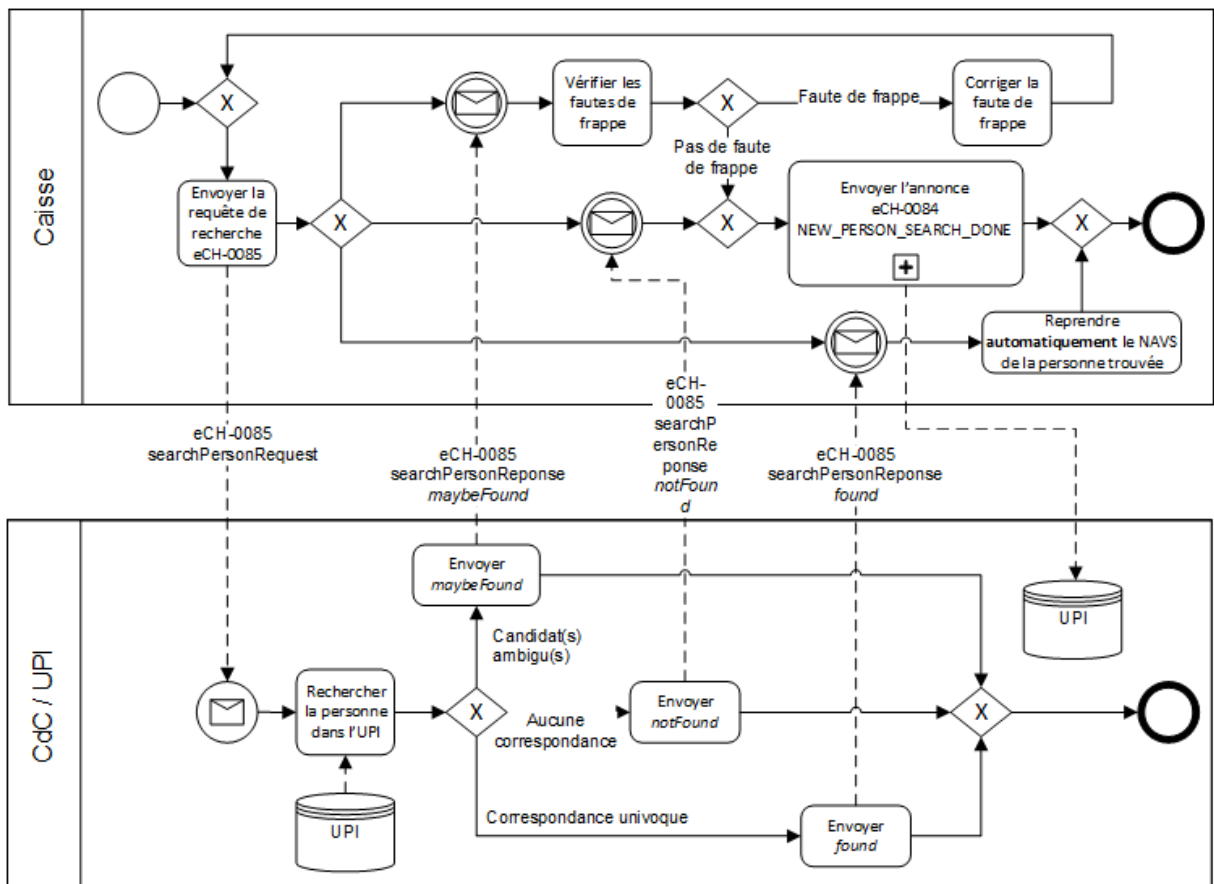 Caisse
Vérifier les
fautes de
frappe
X
X
Faute de frappe
Corriger la
faute de
frappe
Pas de faute
de frappe
Envoyer la
requête de
recherche
eCH-0085
X
X
Envoyer l'annonce
eCH-0084
NEW_PERSON_SEARCH_DONE
X
Reprendre
automatiquement le NAVS
de la personne trouvée
eCH-0085
searchPersonRequest
eCH-0085
searchPersonReponse
maybeFound
eCH-
0085
searchP
ersonRe
ponse
notFoun
d
eCH-0085
searchPersonReponse
found
CdC / UPI
Envoyer
maybeFound
UPI
Candidat(s)
ambigu(s)
Rechercher
la personne
dans l'UPI
X
Aucune
correspondance
Envoyer
notFound
X
UPI
Correspondance univoque
Envoyer
found